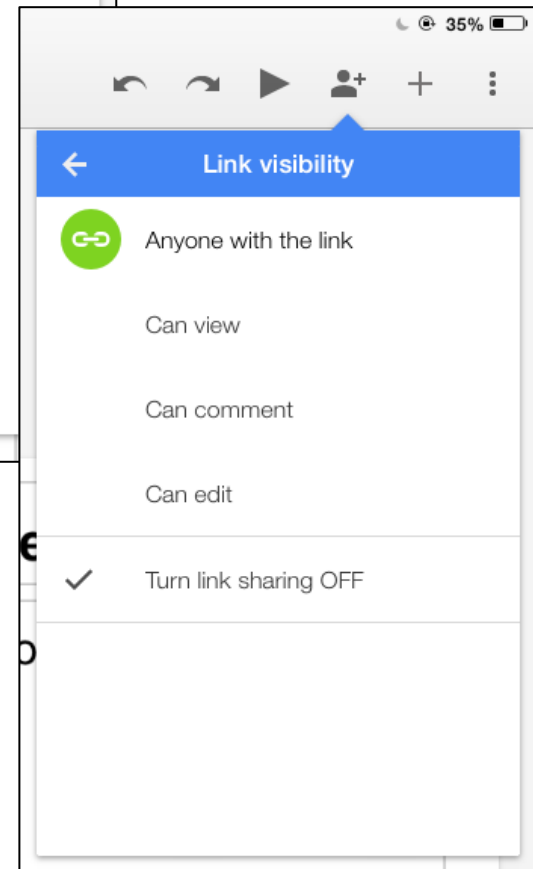 35%
Link visibility
Anyone with the link
Can view
Can comment
Can edit
e
Turn link sharing OFF